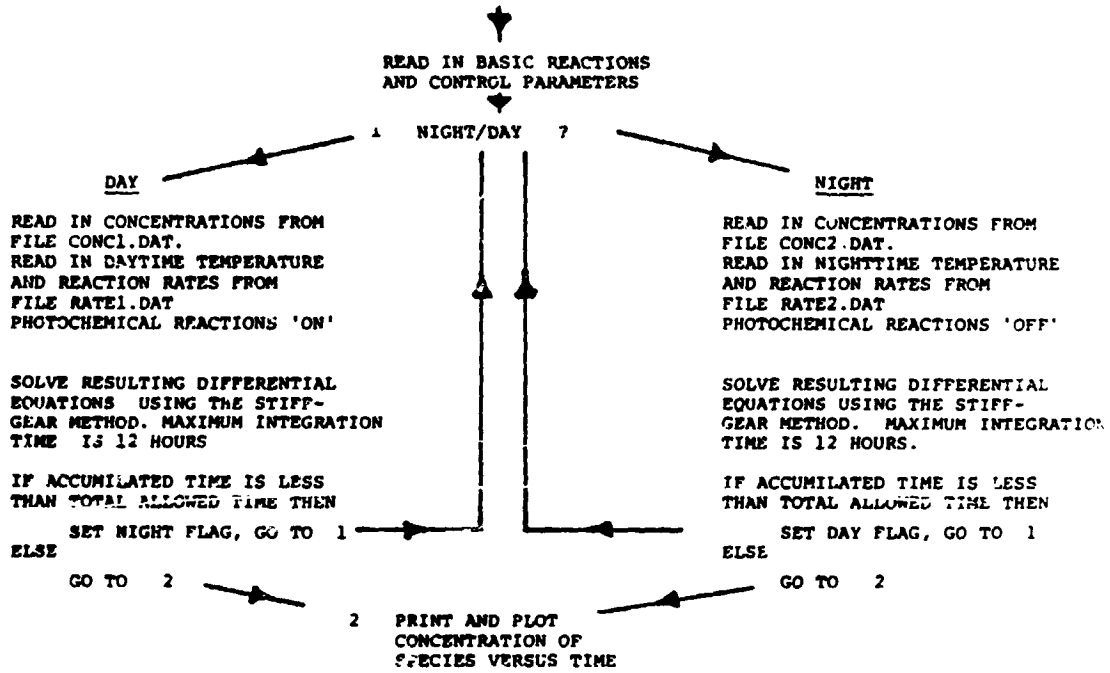 READ IN BASIC REACTIONS
AND CONTROL PARAMETERS
1 NIGHT/DAY ?
DAY
READ IN CONCENTRATIONS FROM
FILE CONC1.DAT.
READ IN DAYTIME TEMPERATURE
AND REACTION RATES FROM
FILE RATE1.DAT
PHOTOCHEMICAL REACTIONS 'ON'
SOLVE RESULTING DIFFERENTIAL
EQUATIONS USING THE STIFF-
GEAR METHOD. MAXIMUM INTEGRATION
TIME IS 12 HOURS
IF ACCUMILATED TIME IS LESS
THAN TOTAL ALLOWED TIME THEN
SET NIGHT FLAG, GO TO 1
ELSE
GO TO 2
NIGHT
READ IN CONCENTRATIONS FROM
FILE CONC2.DAT.
READ IN NIGHTTIME TEMPERATURE
AND REACTION RATES FROM
FILE RATE2.DAT
PHOTOCHEMICAL REACTIONS 'OFF'
SOLVE RESULTING DIFFERENTIAL
EQUATIONS USING THE STIFF-
GEAR METHOD. MAXIMUM INTEGRATION
TIME IS 12 HOURS.
IF ACCUMILATED TIME IS LESS
THAN TOTAL ALLOWED TIME THEN
SET DAY FLAG, GO TO 1
ELSE
GO TO 2
2 PRINT AND PLOT
CONCENTRATION OF
SPECIES VERSUS TIME